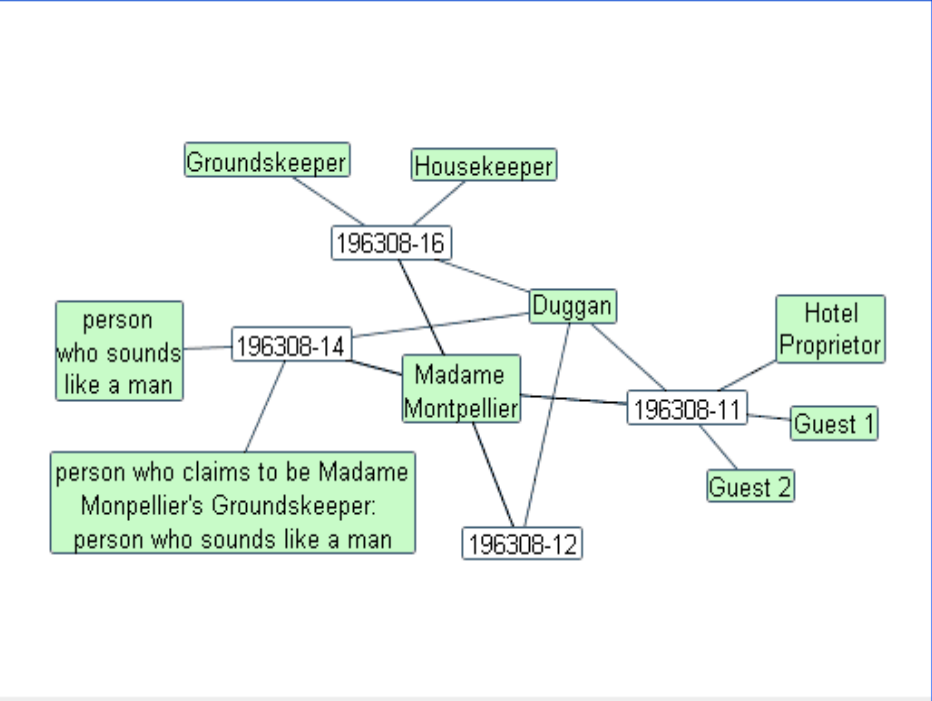 Groundskeeper
Housekeeper
196308-16
Duggan
person
who sounds
like a man
196308-14
Hotel
Proprietor
Madame
Montpellier
196308-11
Guest 1
person who claims to be Madame
Monpellier's Groundskeeper:
person who sounds like a man
Guest 2
196308-12